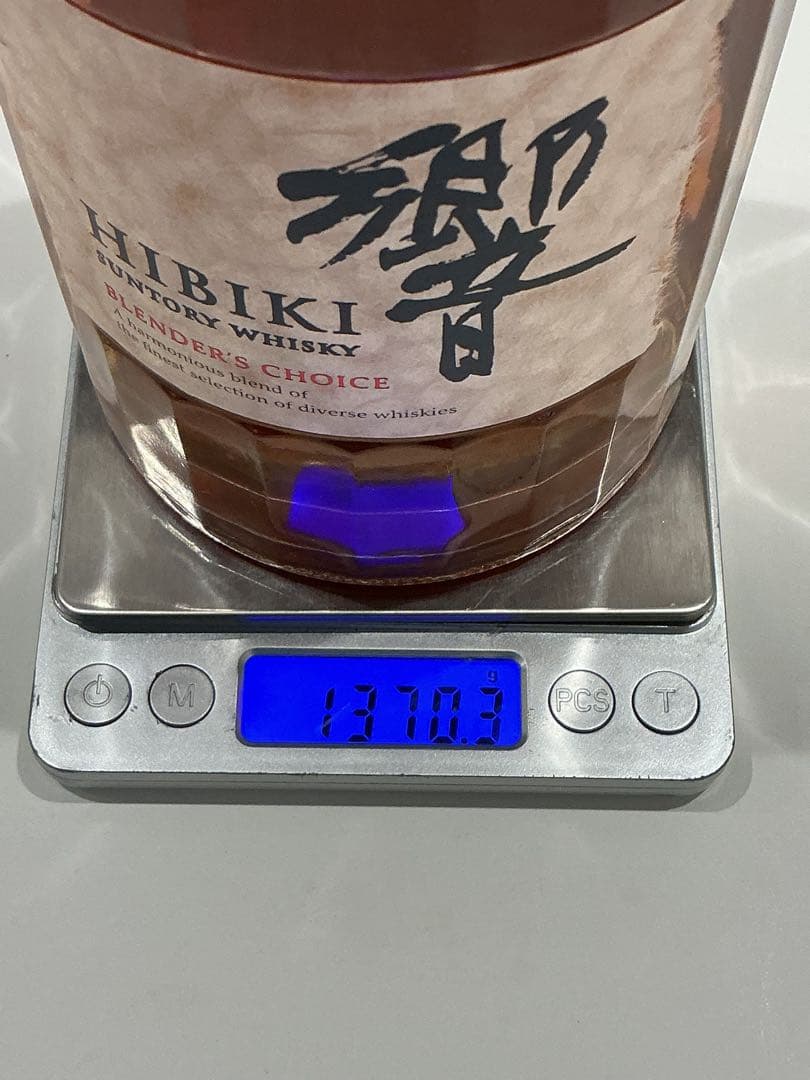 響
HIBIKI
SUNTORY WHISKY
BLENDER'S CHOICE
A harmonious blend of
the finest selection of diverse whiskies
g
1370.3
M
PCS
T